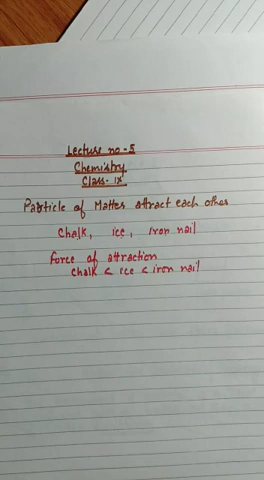 Lecture no-5
Chemistry
Class-IX
Particle of Matter attract each other
Chalk, ice, iron nail
force of attraction
chalk < ice < iron nail